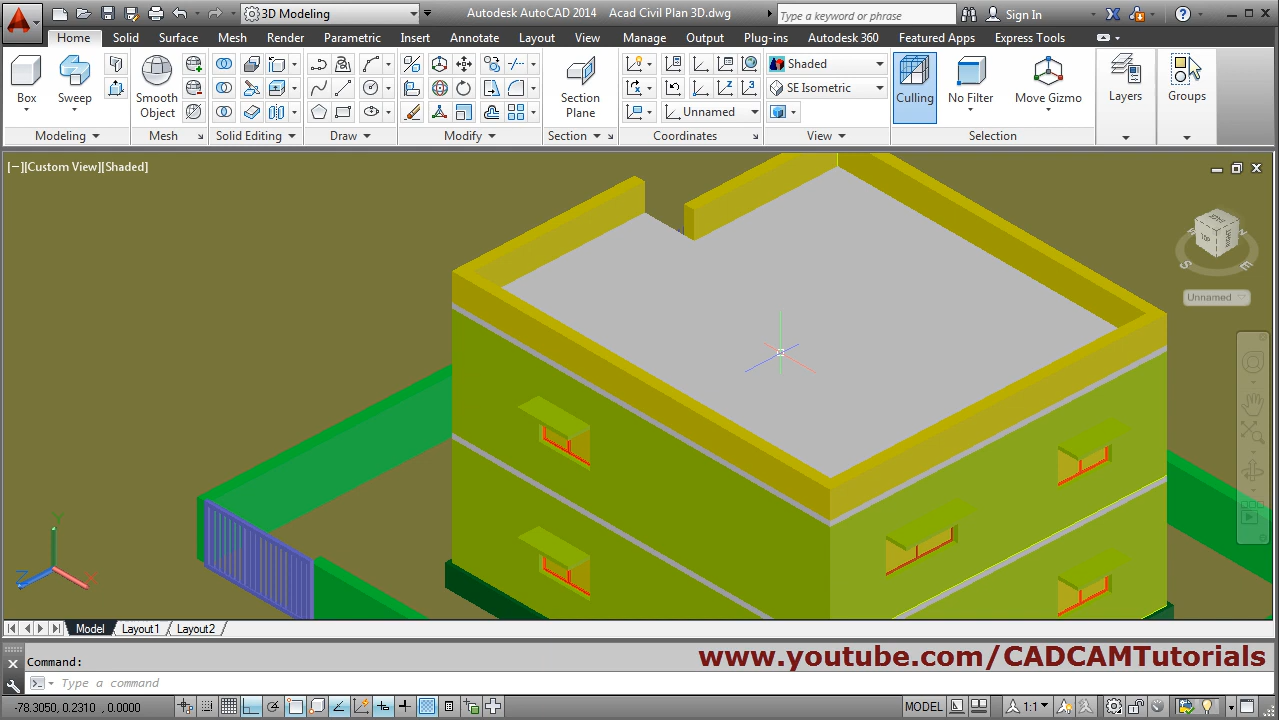 3D Modeling
Autodesk AutoCAD 2014 Acad Civil Plan 3D.dwg
Type a keyword or phrase
Sign In
Home Solid Surface Mesh Render Parametric Insert Annotate Layout View Manage Output Plug-ins Autodesk 360 Featured Apps Express Tools
Box
Sweep
Smooth
Object
Section
Plane
Unnamed
Shaded
SE Isometric
Culling
No Filter
Move Gizmo
Layers
Groups
Modeling
Mesh
Solid Editing
Draw
Modify
Section
Coordinates
View
Selection
[−][Custom View][Shaded]
S
E
Unnamed
Y
X
Z
Model Layout1 Layout2
Command:
www.youtube.com/CADCAMTutorials
Type a command
-78.3050, 0.2310 , 0.0000
MODEL
1:1